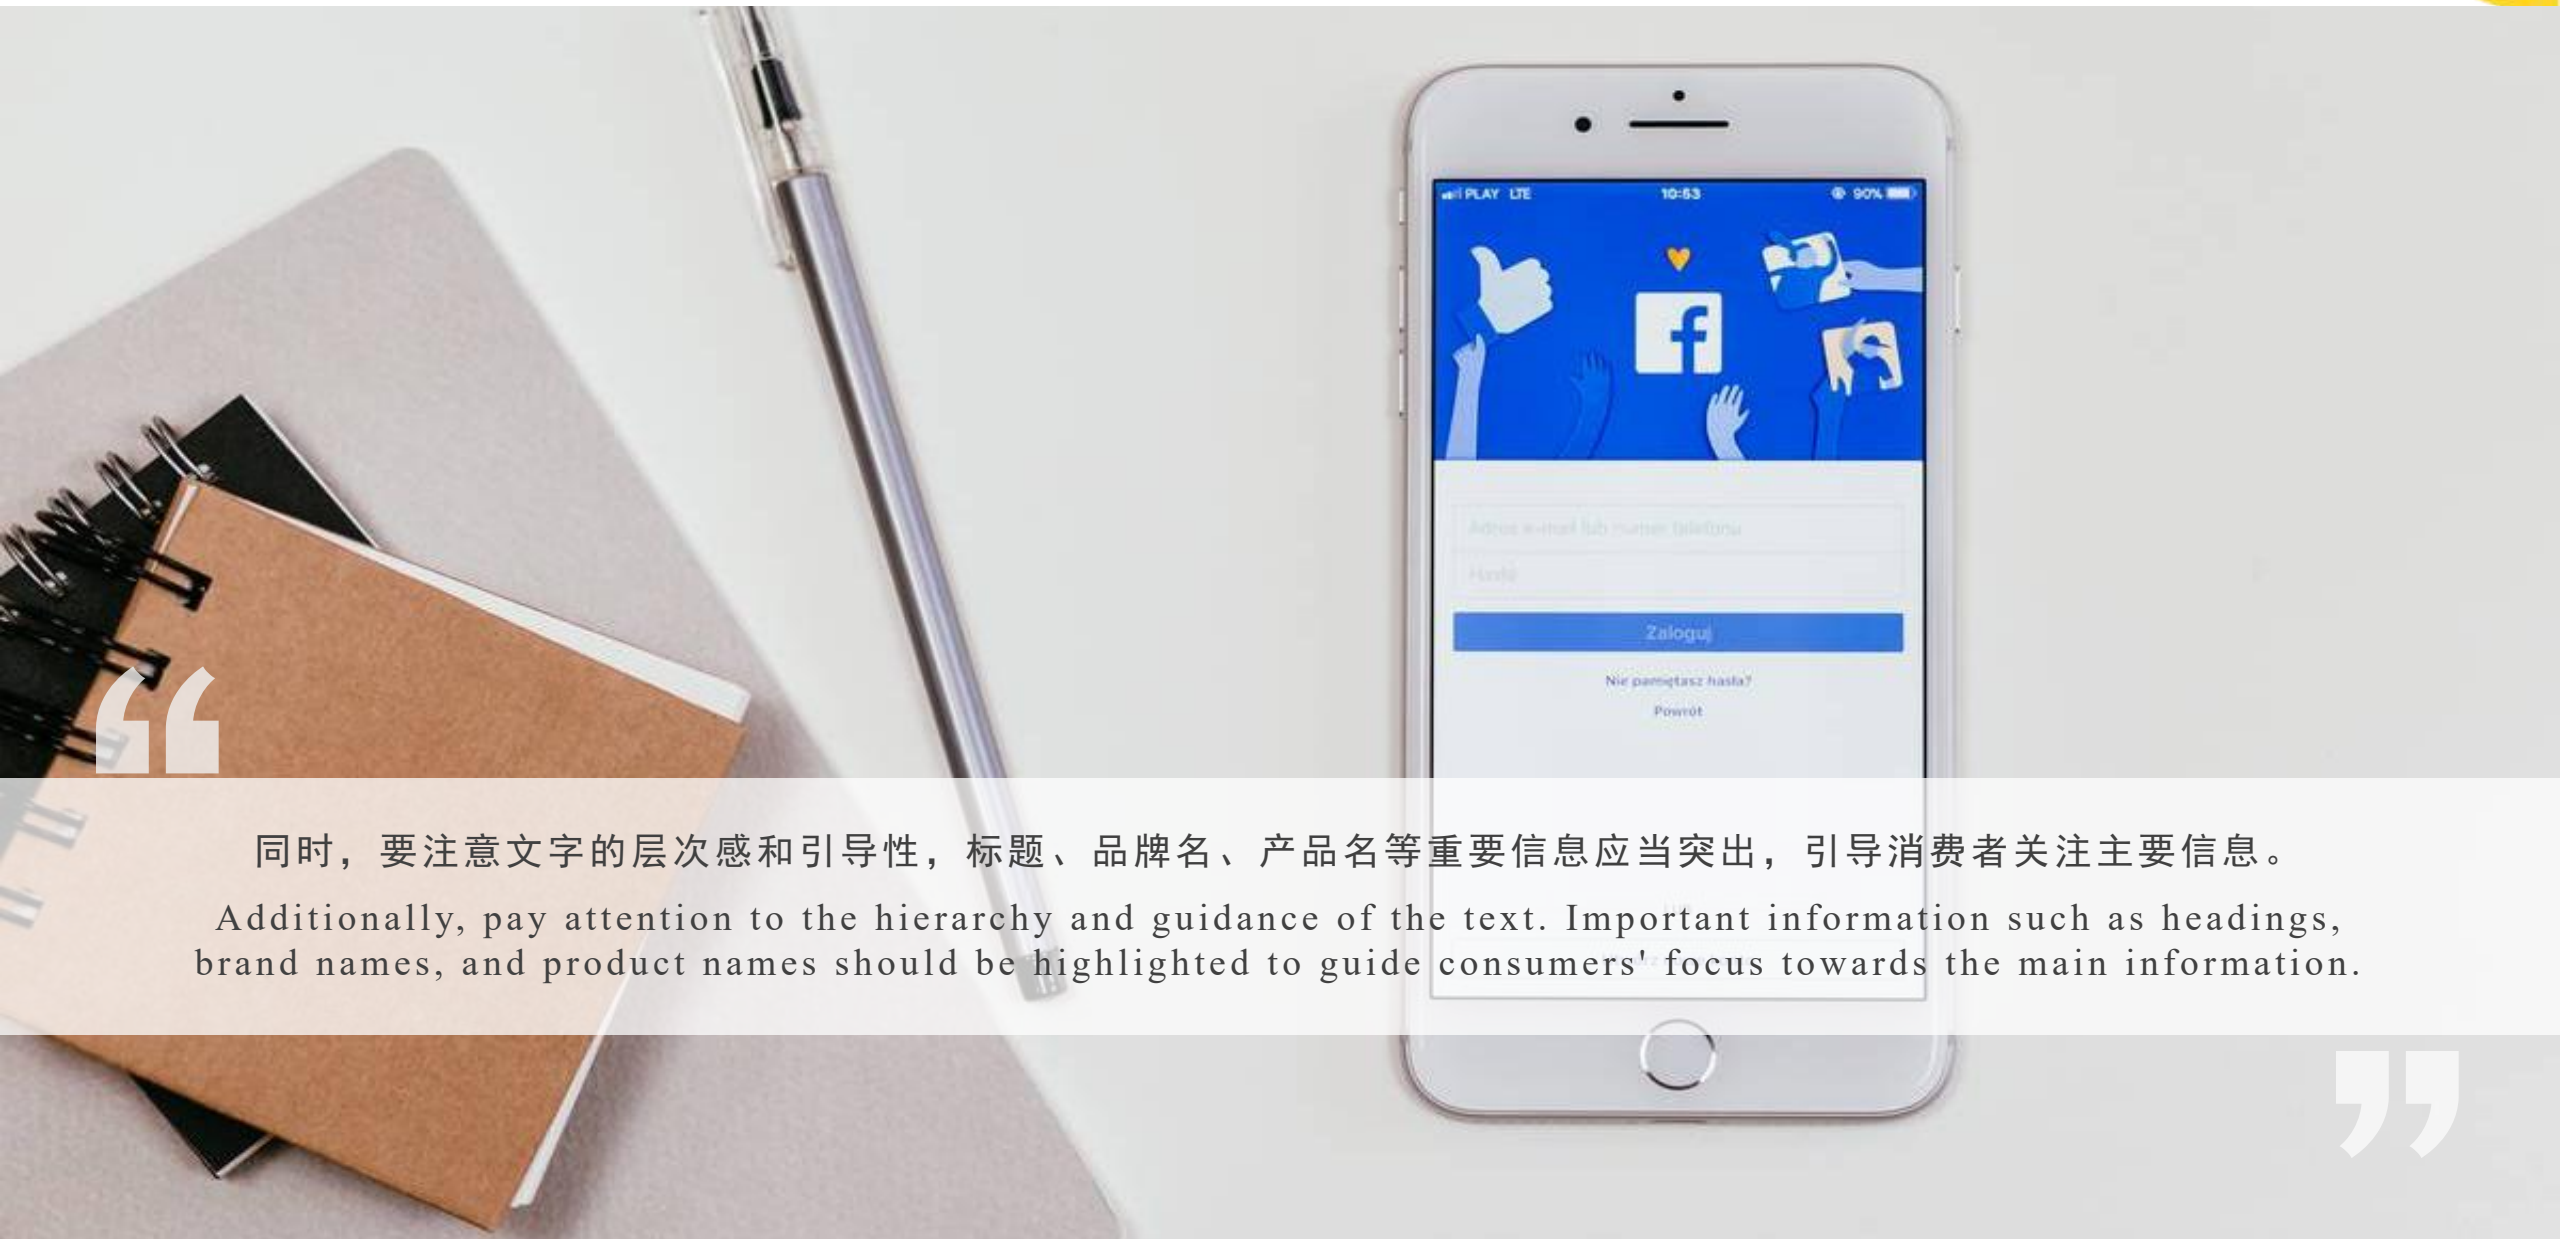 PLAY LTE 10:53 90%
Zaloguj
Nie pamiętasz hasła?
Powrót
同时，要注意文字的层次感和引导性，标题、品牌名、产品名等重要信息应当突出，引导消费者关注主要信息。
Additionally, pay attention to the hierarchy and guidance of the text. Important information such as headings,
brand names, and product names should be highlighted to guide consumers' focus towards the main information.